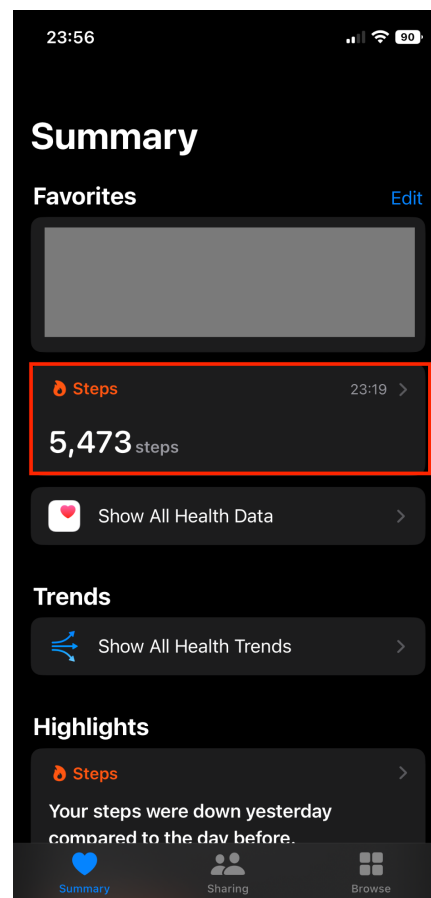 23:56
90
Summary
Favorites
Edit
Steps
23:19
5,473 steps
Show All Health Data
Trends
Show All Health Trends
Highlights
Steps
Your steps were down yesterday
compared to the day before.
Summary
Sharing
Browse